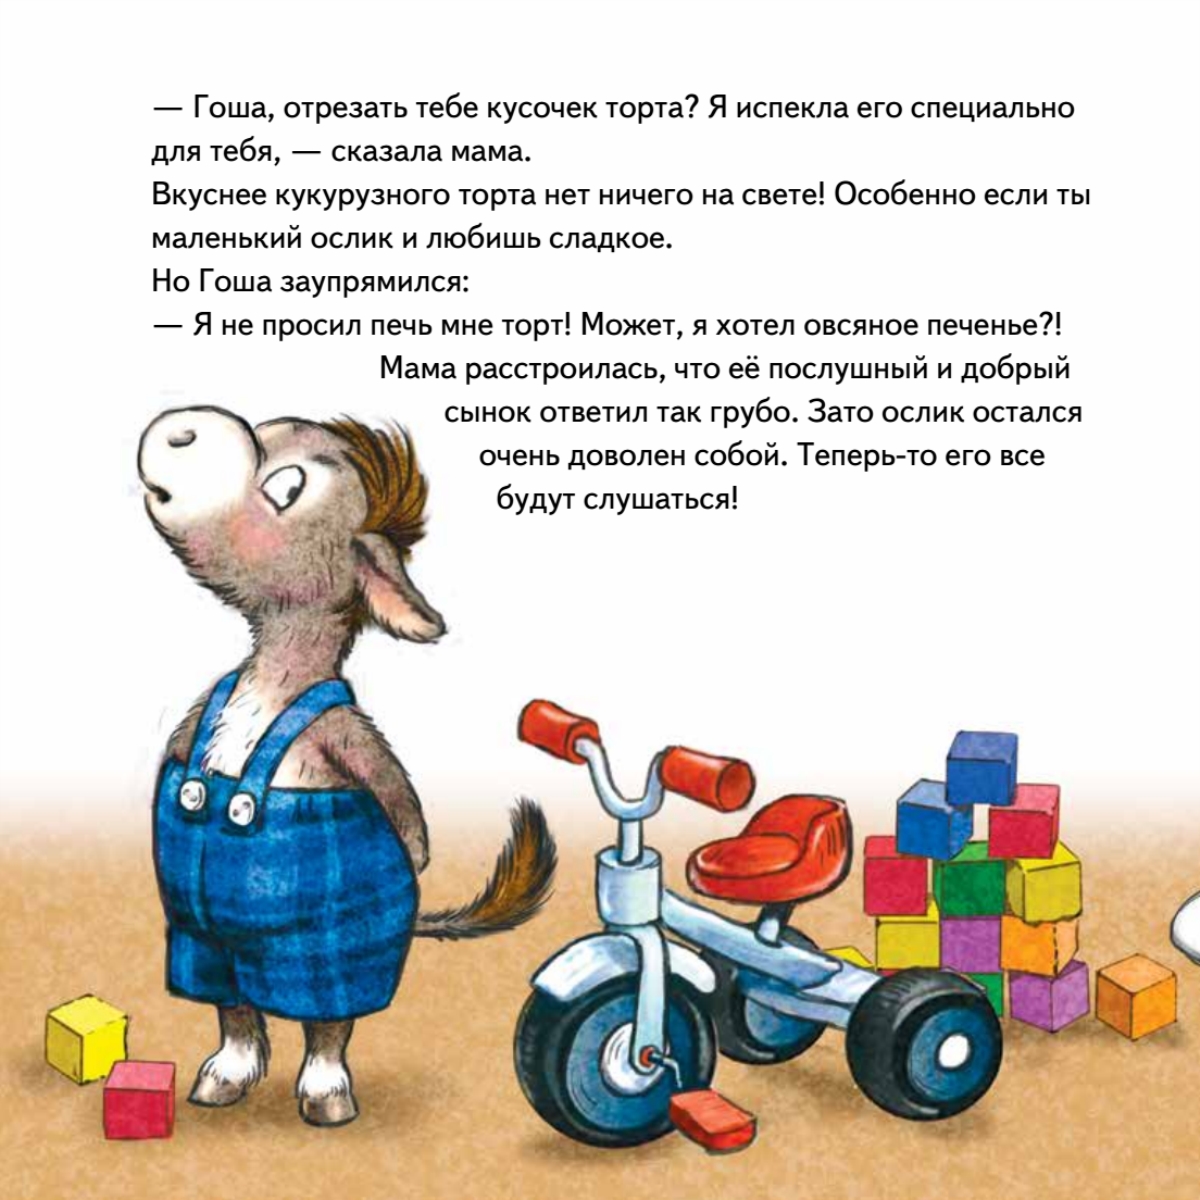 — Гоша, отрезать тебе кусочек торта? Я испекла его специально
для тебя, — сказала мама.
Вкуснее кукурузного торта нет ничего на свете! Особенно если ты
маленький ослик и любишь сладкое.
Но Гоша заупрямился:
— Я не просил печь мне торт! Может, я хотел овсяное печенье?!
Мама расстроилась, что её послушный и добрый
сынок ответил так грубо. Зато ослик остался
очень доволен собой. Теперь-то его все
будут слушаться!